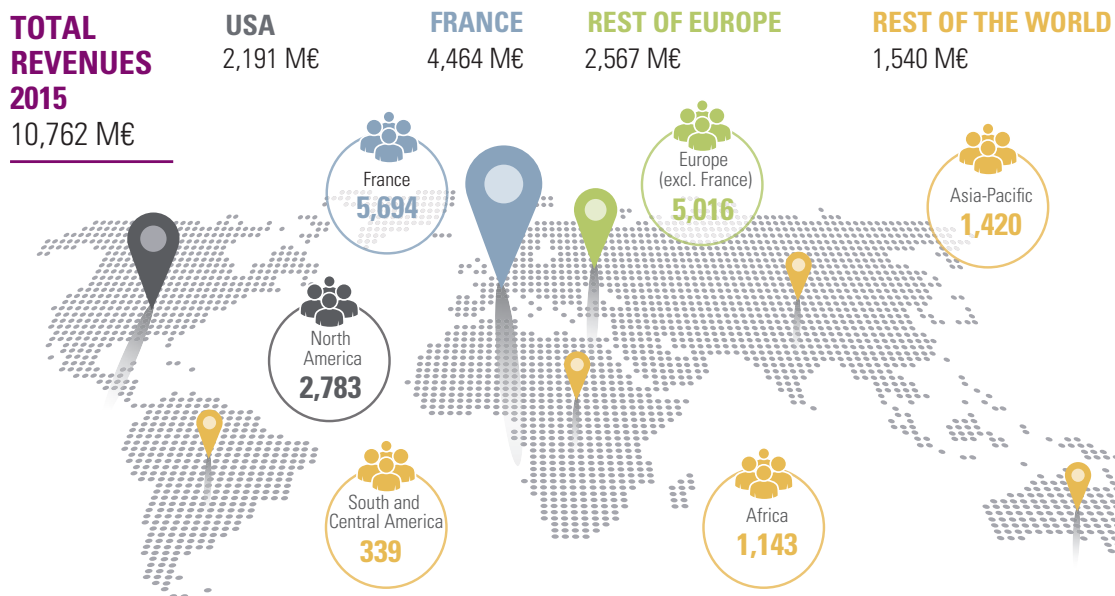 TOTAL
REVENUES
2015
10,762 M€
USA
2,191 M€
FRANCE
4,464 M€
REST OF EUROPE
2,567 M€
REST OF THE WORLD
1,540 M€
France
5,694
Europe
(excl. France)
5,016
Asia-Pacific
1,420
North
America
2,783
South and
Central America
339
Africa
1,143